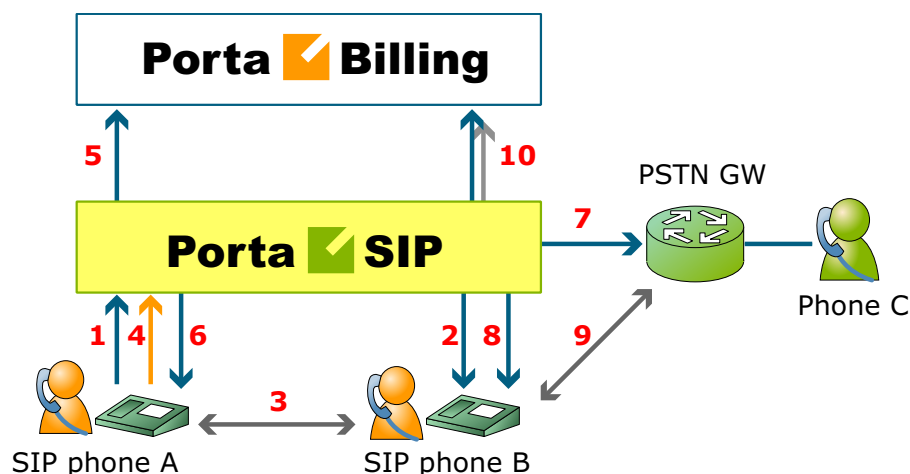 Porta Billing
5
10
PSTN GW
7
Porta SIP
Phone C
1
4
6
2
8
9
3
SIP phone A
SIP phone B